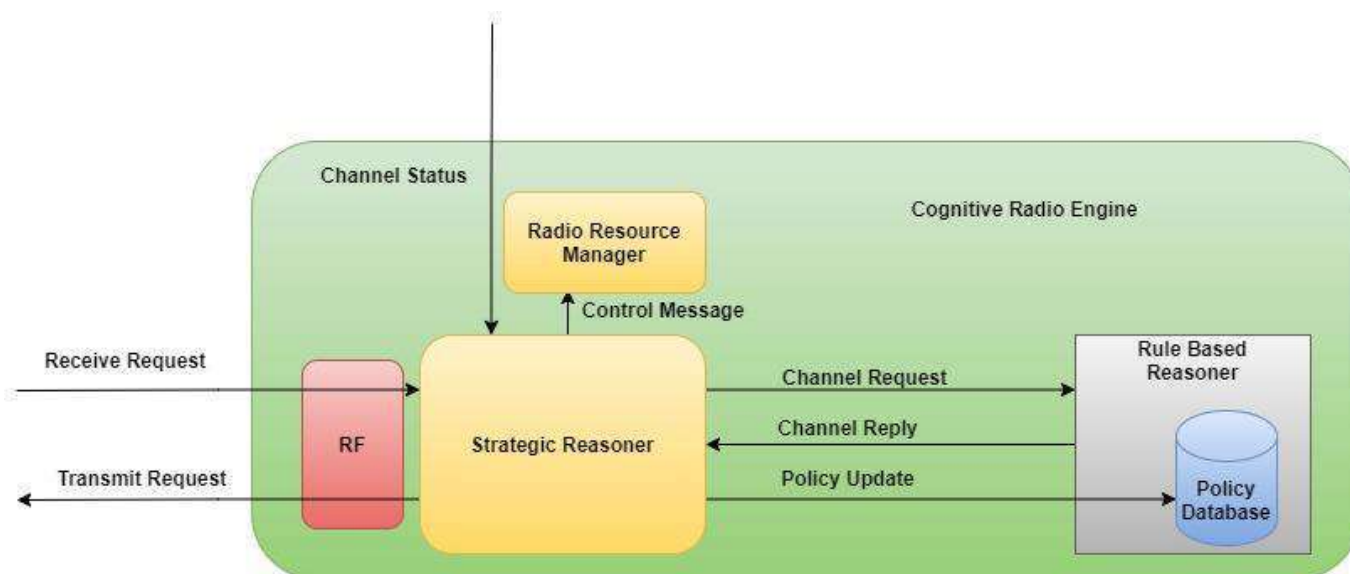 Channel Status
Cognitive Radio Engine
Radio Resource
Manager
Control Message
Receive Request
Rule Based
Reasoner
Channel Request
RF
Strategic Reasoner
Channel Reply
Transmit Request
Policy Update
Policy
Database